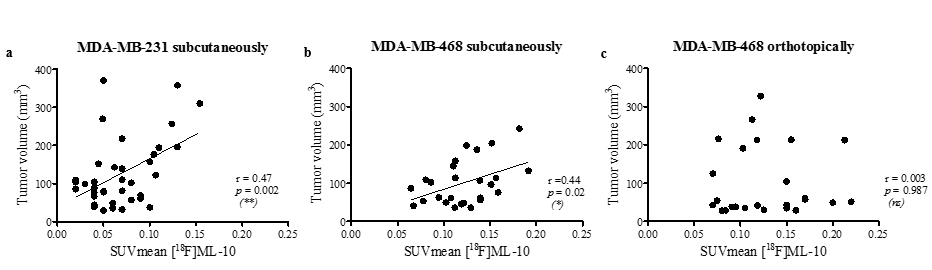 a
MDA-MB-231 subcutaneously
Tumor volume (mm³)
400
300
200
100
0
0.00 0.05 0.10 0.15 0.20 0.25
SUVmean [¹⁸F]ML-10
r = 0.47
p = 0.002
(**)
b
MDA-MB-468 subcutaneously
Tumor volume (mm³)
400
300
200
100
0
0.00 0.05 0.10 0.15 0.20 0.25
SUVmean [¹⁸F]ML-10
r =0.44
p = 0.02
(*)
c
MDA-MB-468 orthotopically
Tumor volume (mm³)
400
300
200
100
0
0.00 0.05 0.10 0.15 0.20 0.25
SUVmean [¹⁸F]ML-10
r = 0.003
p = 0.987
(ns)